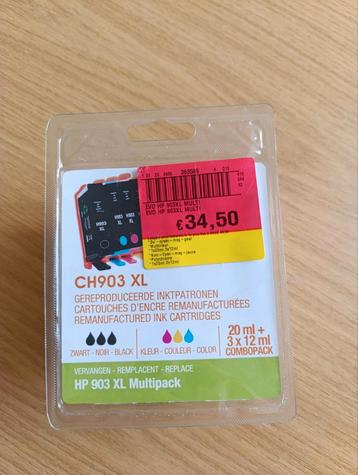 903
XL
903
XL
EVO HP 903XL MULTI
EVO HP 903XL MULTI
€34,50
CH903 XL
GEREPRODUCEERDE INKTPATRONEN
CARTOUCHES D'ENCRE REMANUFACTURÉES
REMANUFACTURED INK CARTRIDGES
ZWART - NOIR - BLACK
KLEUR - COULEUR - COLOR
20 ml +
3 x 12 ml
COMBOPACK
VERVANGEN - REMPLACENT - REPLACE
HP 903 XL Multipack